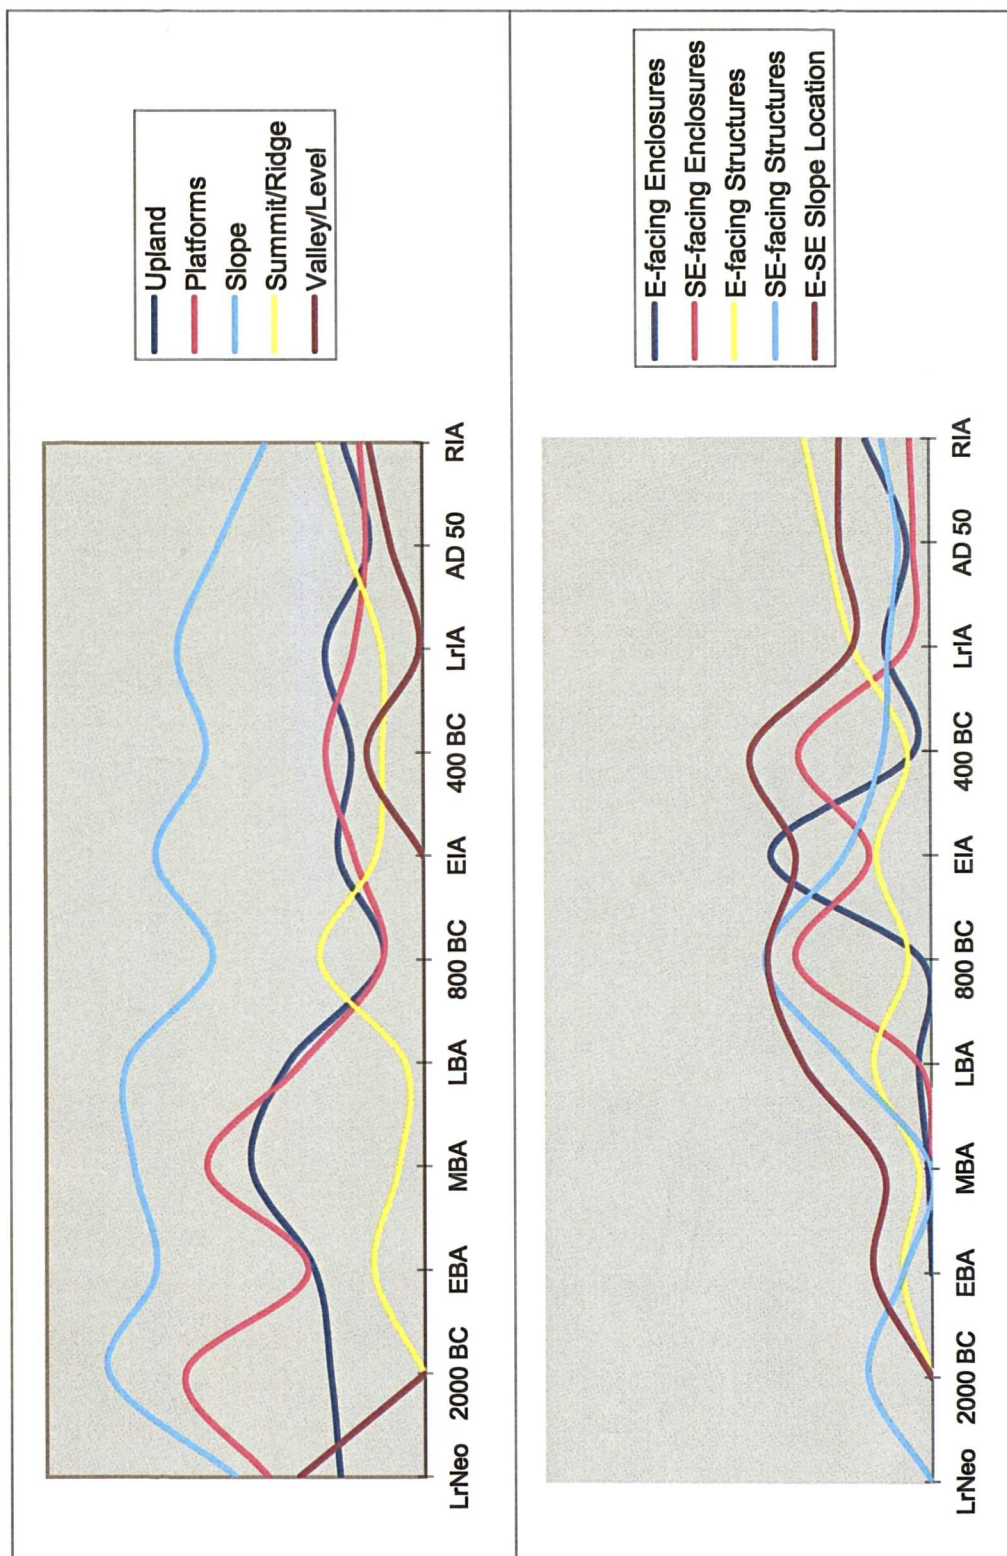 Upland
Platforms
Slope
Summit/Ridge
Valley/Level
LrNeo 2000 BC EBA MBA LBA 800 BC EIA 400 BC LrIA AD 50 RIA
E-facing Enclosures
SE-facing Enclosures
E-facing Structures
SE-facing Structures
E-SE Slope Location
LrNeo 2000 BC EBA MBA LBA 800 BC EIA 400 BC LrIA AD 50 RIA